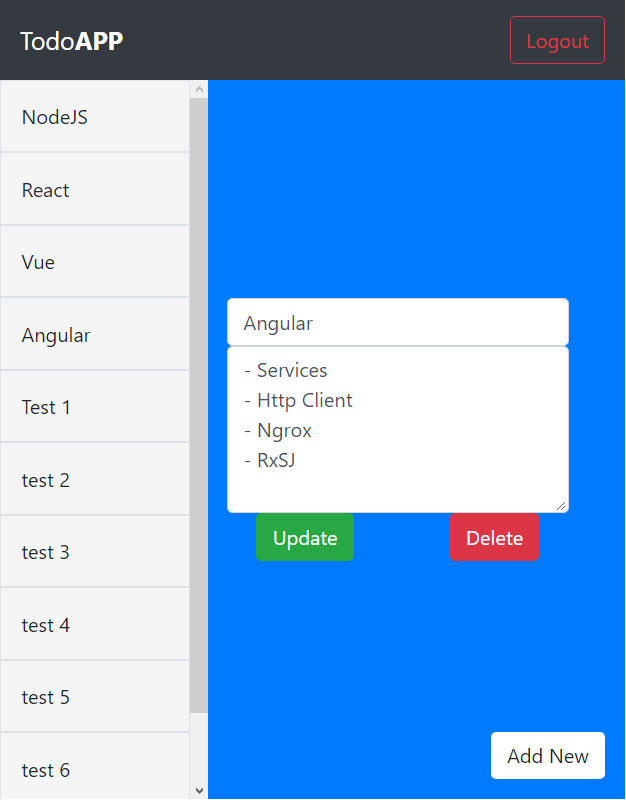 TodoAPP
Logout
NodeJS
React
Vue
Angular
Test 1
test 2
test 3
test 4
test 5
test 6
Angular
- Services
- Http Client
- Ngrox
- RxSJ
Update
Delete
Add New